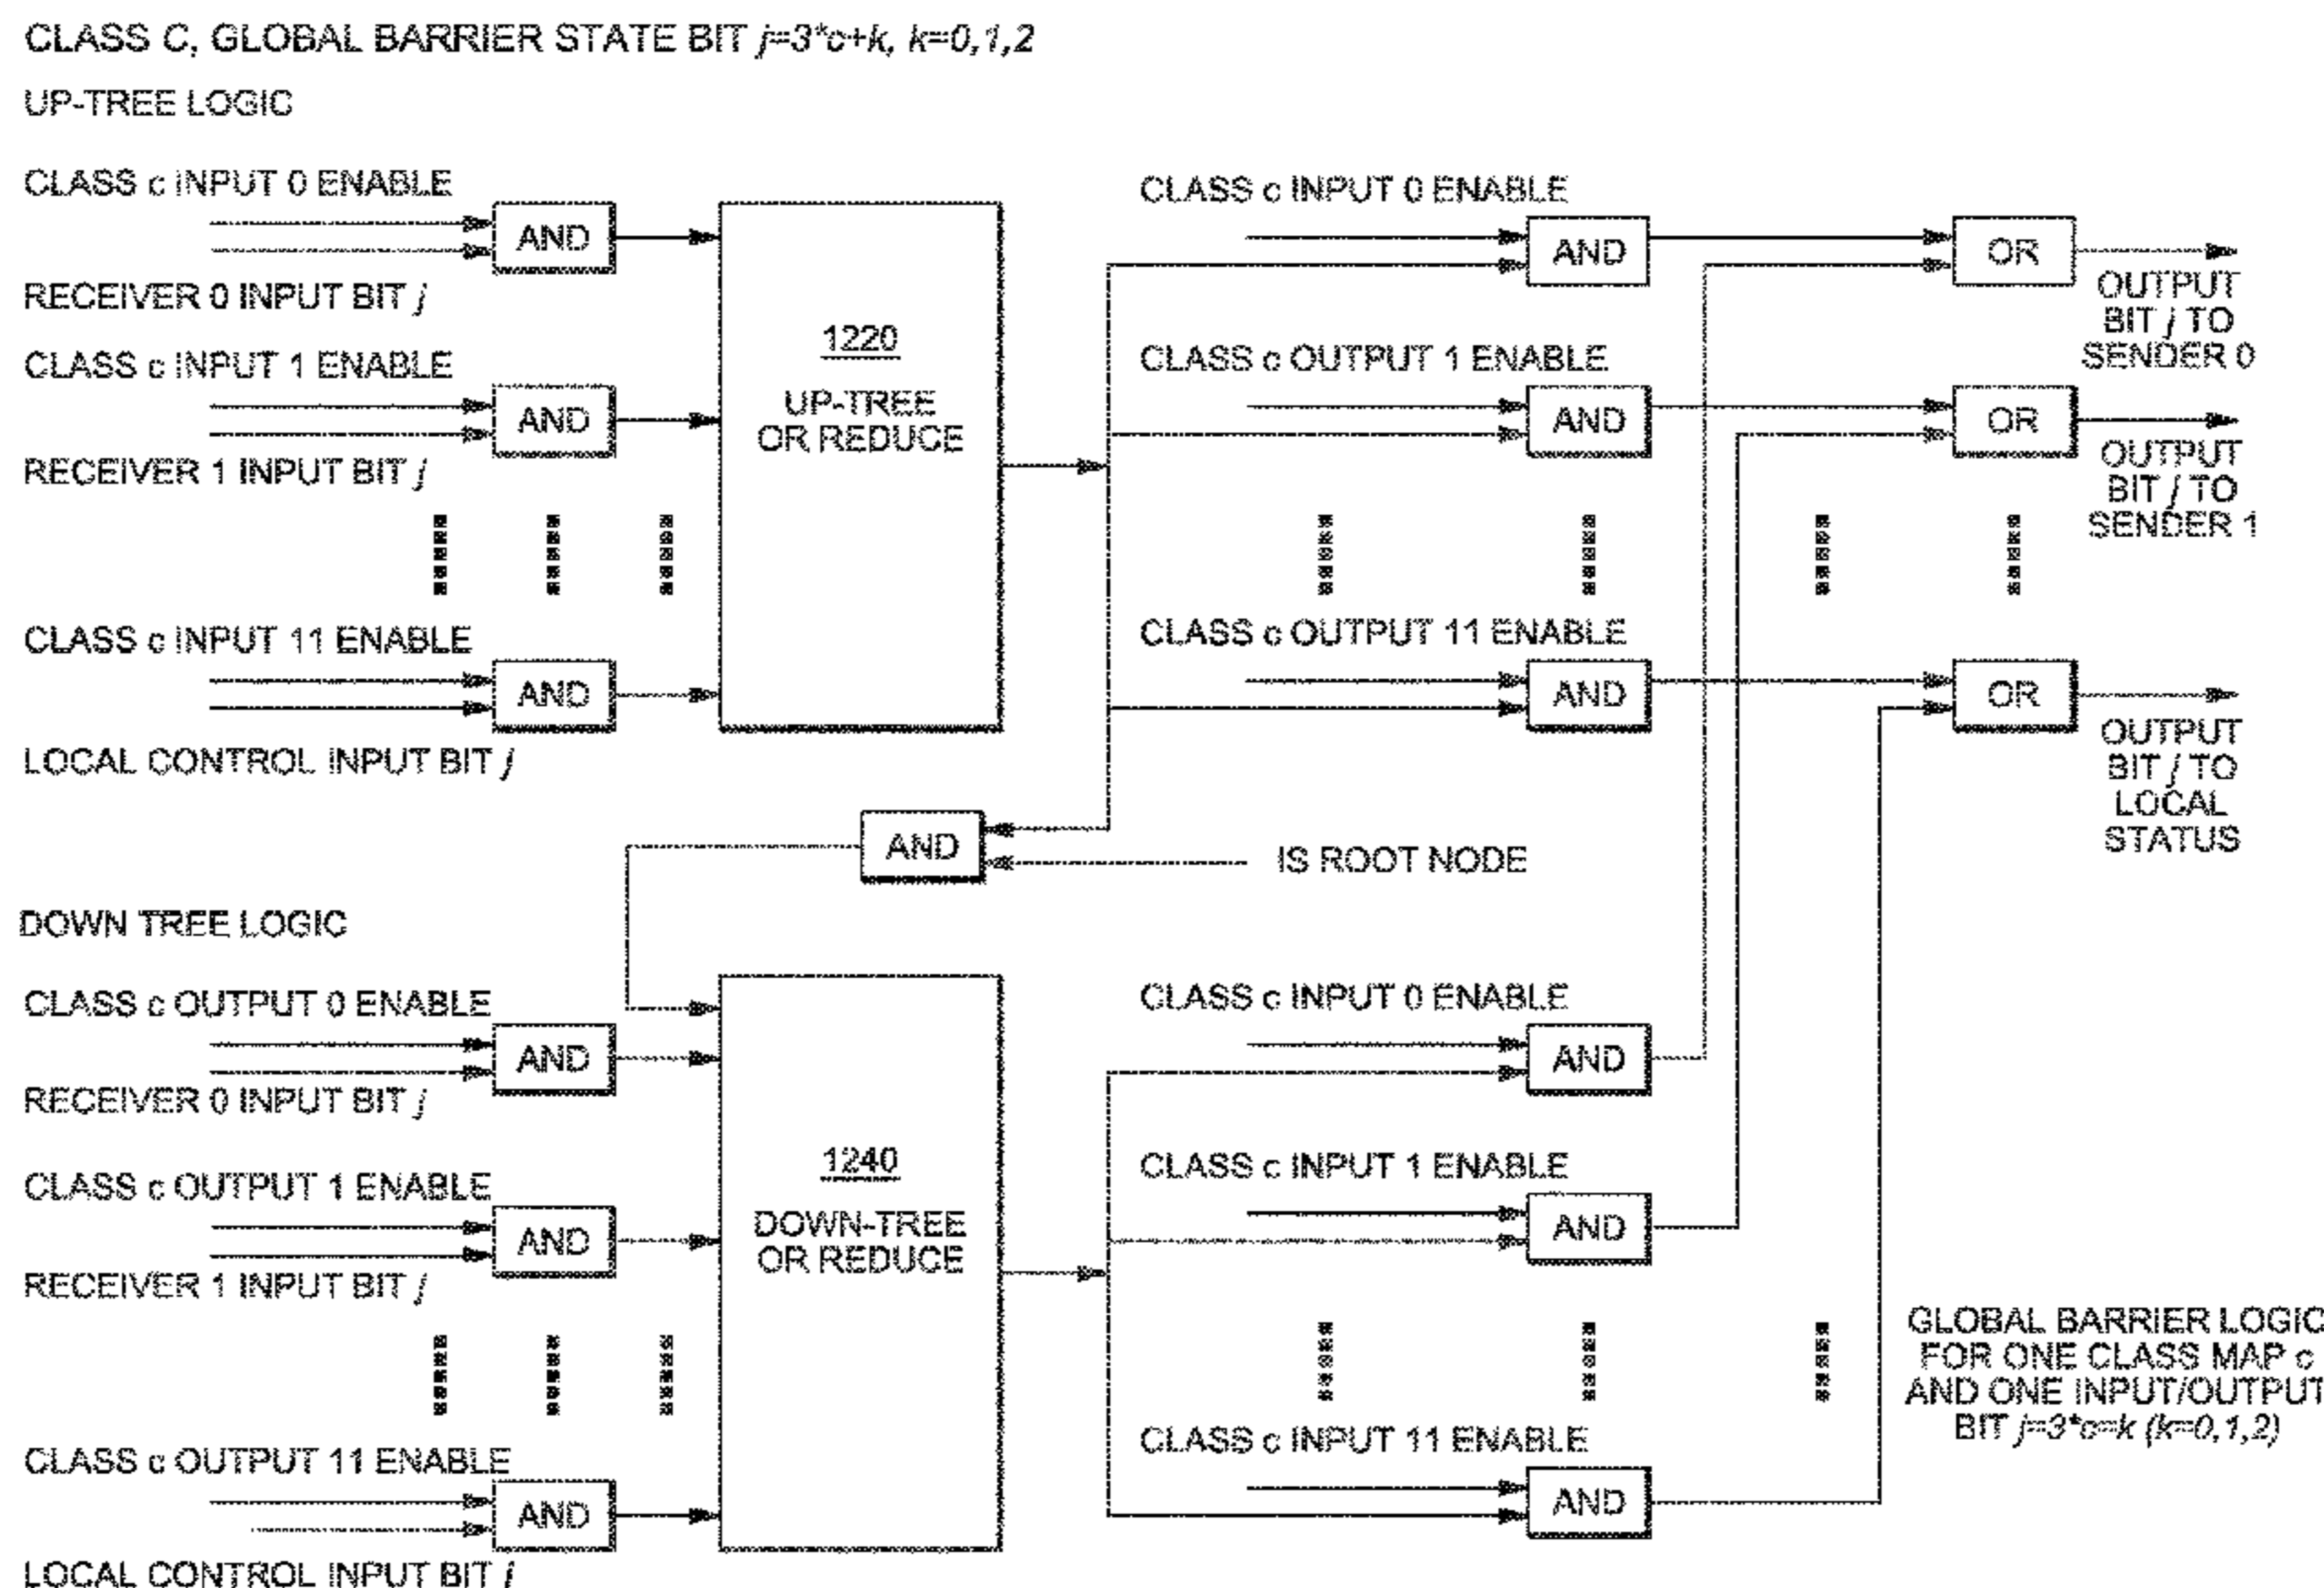 CLASS C, GLOBAL BARRIER STATE BIT j=3*c+k, k=0,1,2
UP-TREE LOGIC
CLASS c INPUT 0 ENABLE
AND
RECEIVER 0 INPUT BIT j
CLASS c INPUT 1 ENABLE
AND
RECEIVER 1 INPUT BIT j
CLASS c INPUT 11 ENABLE
AND
LOCAL CONTROL INPUT BIT j
1220
UP-TREE
OR REDUCE
CLASS c INPUT 0 ENABLE
AND
OR
OUTPUT
BIT j TO
SENDER 0
CLASS c OUTPUT 1 ENABLE
AND
OR
OUTPUT
BIT j TO
SENDER 1
CLASS c OUTPUT 11 ENABLE
AND
OR
OUTPUT
BIT j TO
LOCAL
STATUS
AND
IS ROOT NODE
DOWN TREE LOGIC
CLASS c OUTPUT 0 ENABLE
AND
RECEIVER 0 INPUT BIT j
CLASS c OUTPUT 1 ENABLE
AND
RECEIVER 1 INPUT BIT j
CLASS c OUTPUT 11 ENABLE
AND
LOCAL CONTROL INPUT BIT j
1240
DOWN-TREE
OR REDUCE
CLASS c INPUT 0 ENABLE
AND
CLASS c INPUT 1 ENABLE
AND
CLASS c INPUT 11 ENABLE
AND
GLOBAL BARRIER LOGIC
FOR ONE CLASS MAP c
AND ONE INPUT/OUTPUT
BIT j=3*c=k (k=0,1,2)